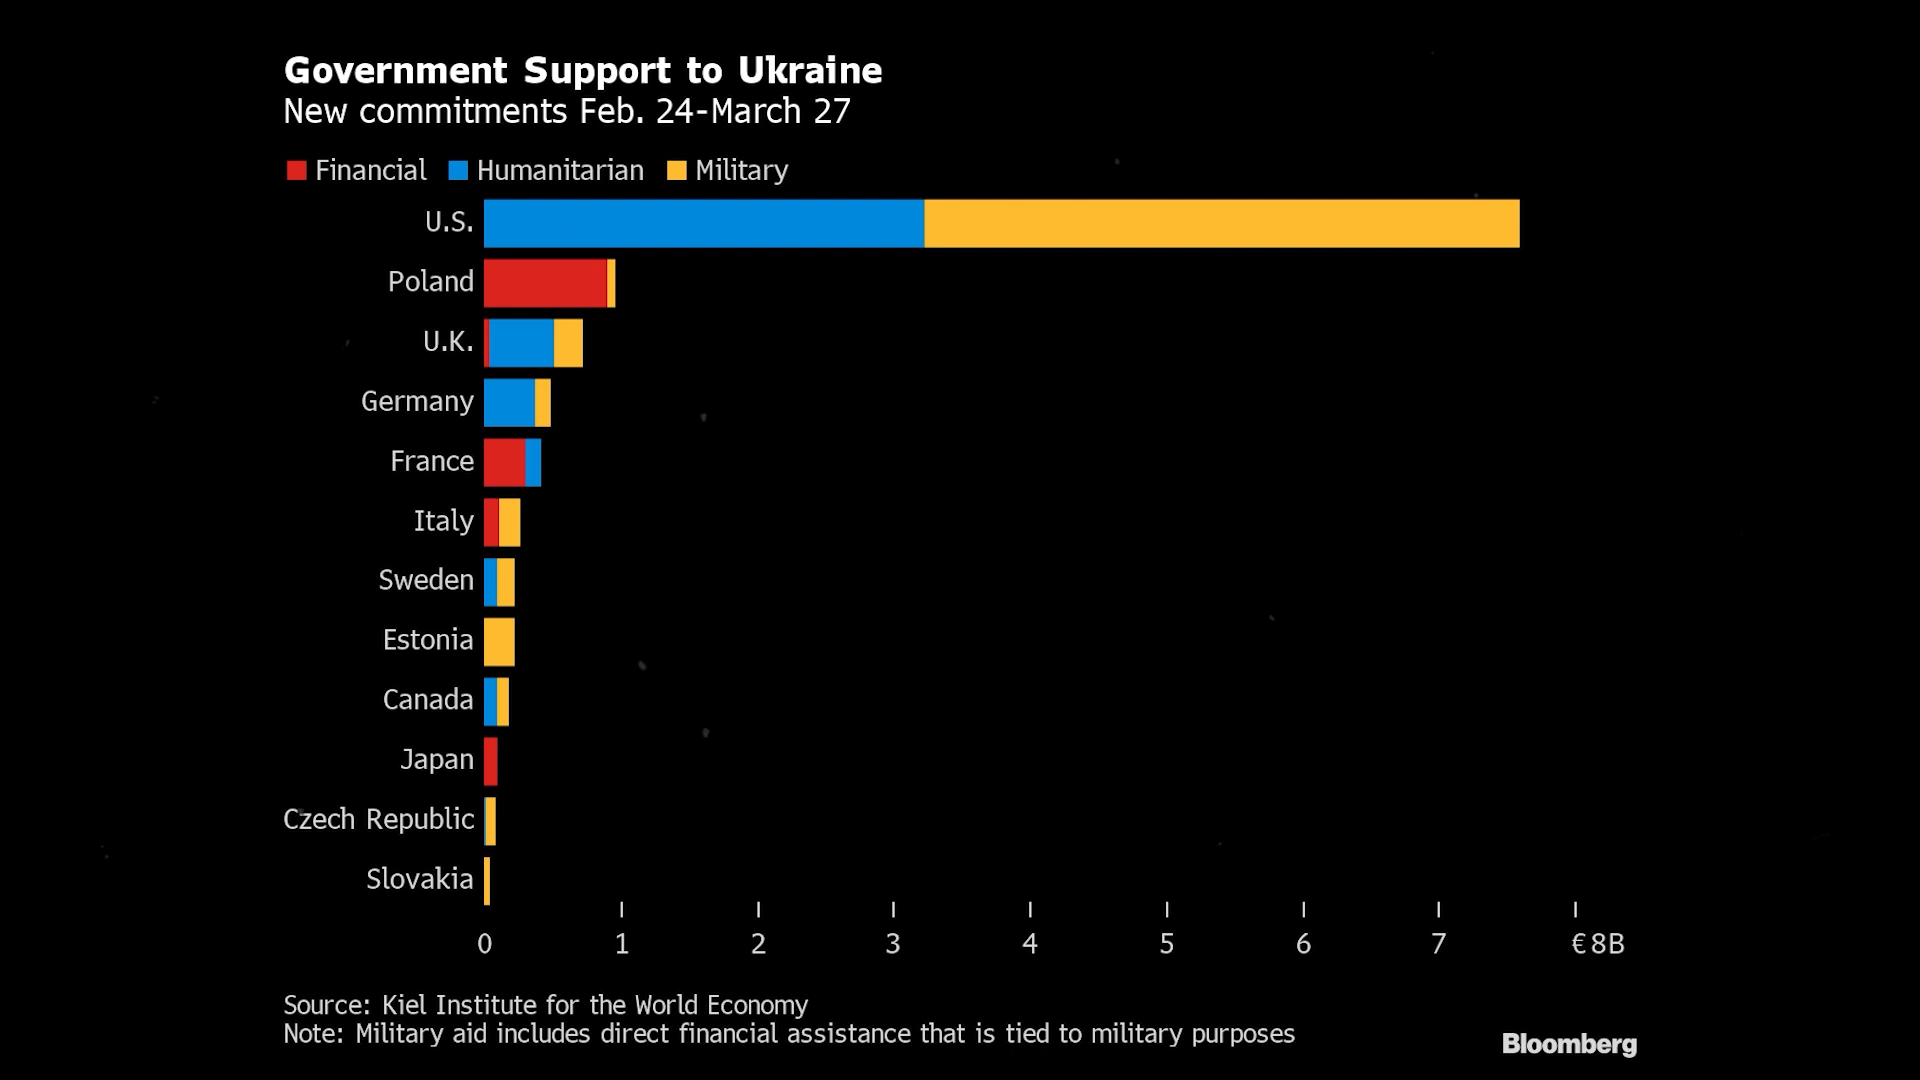 Government Support to Ukraine
New commitments Feb. 24-March 27
Financial Humanitarian Military
U.S.
Poland
U.K.
Germany
France
Italy
Sweden
Estonia
Canada
Japan
Czech Republic
Slovakia
0 1 2 3 4 5 6 7 €8B
Source: Kiel Institute for the World Economy
Note: Military aid includes direct financial assistance that is tied to military purposes
Bloomberg